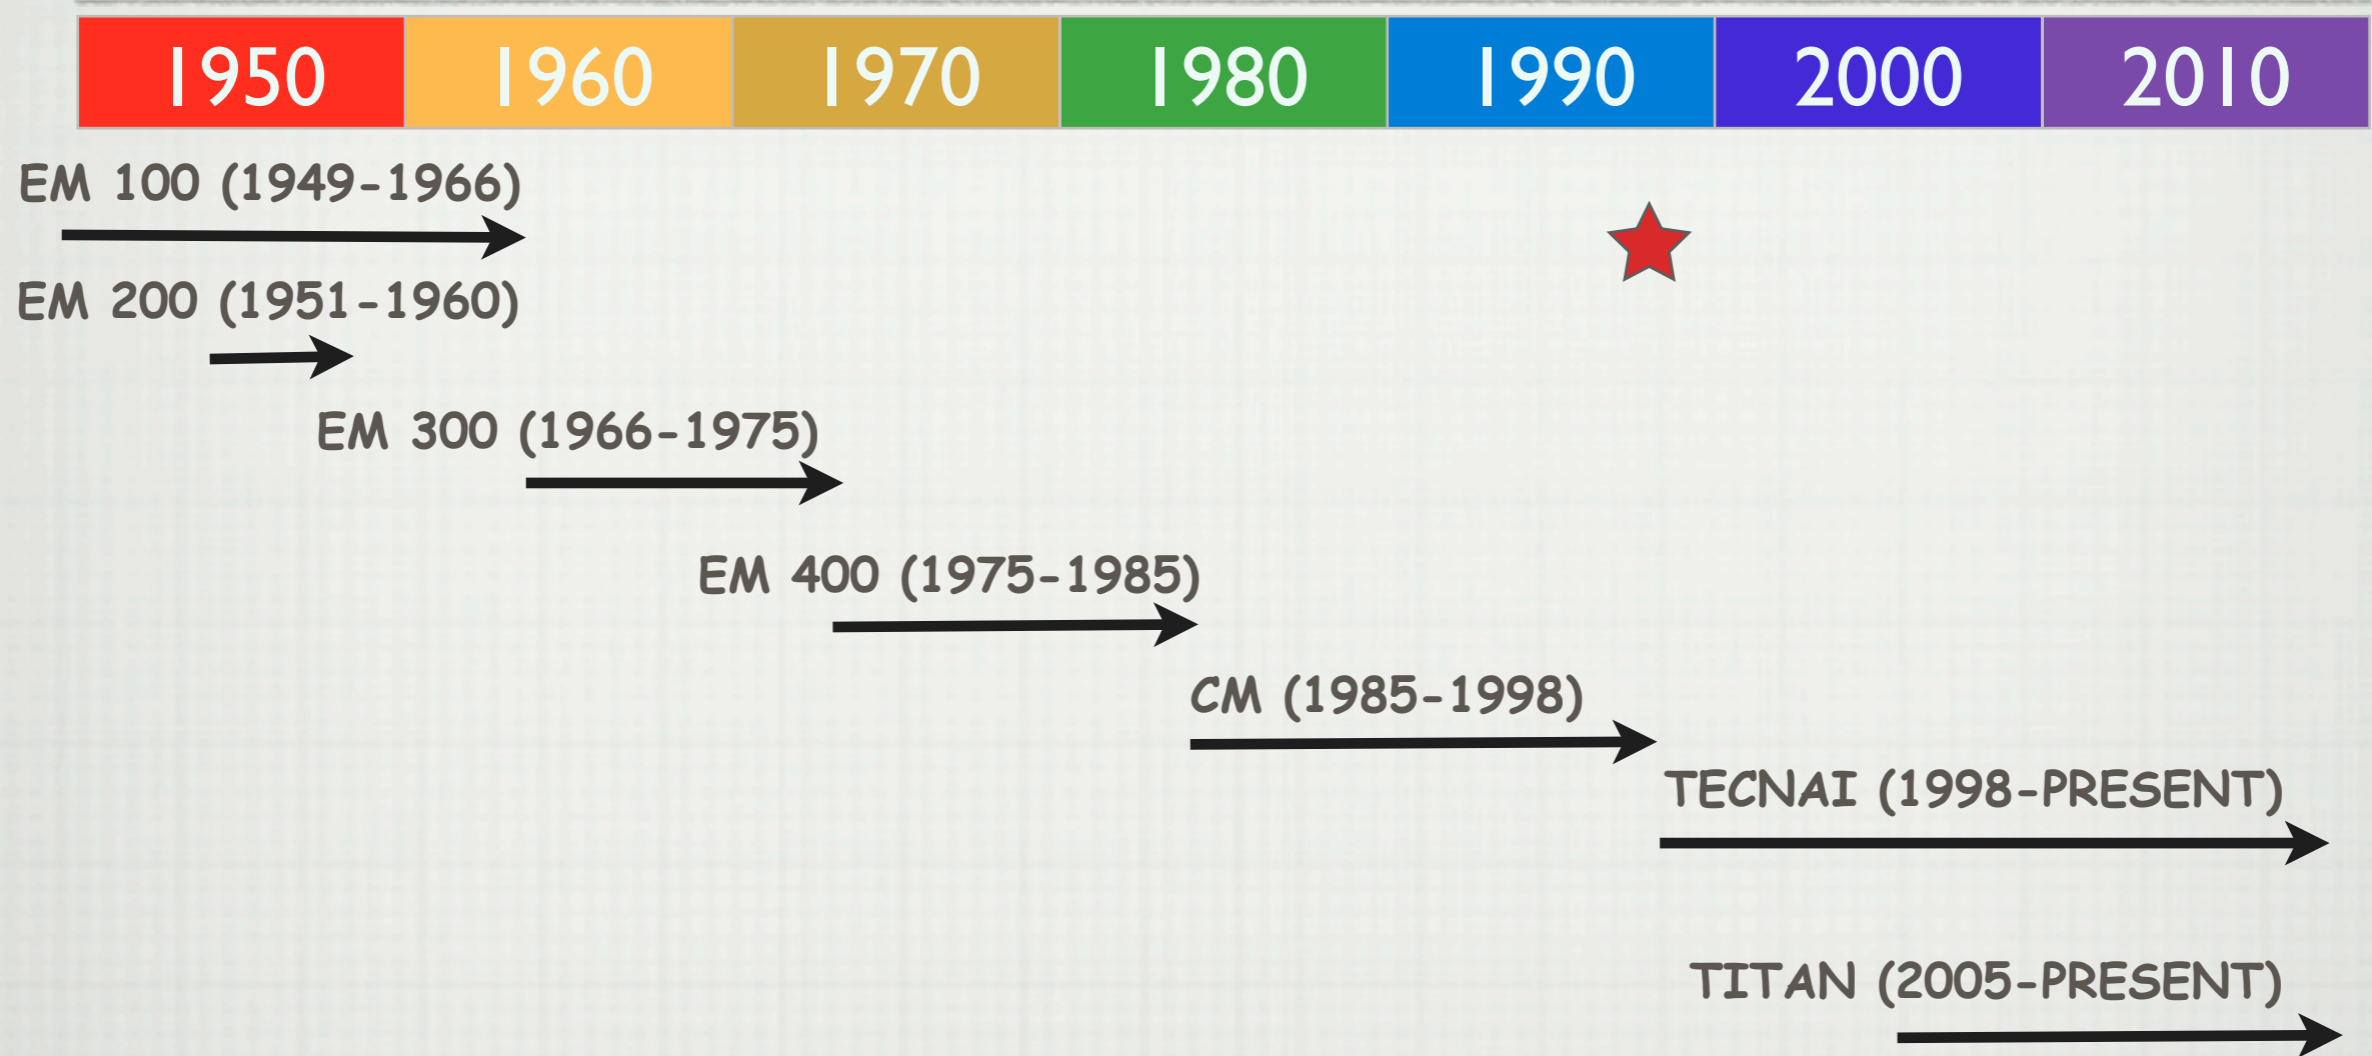 1950 1960 1970 1980 1990 2000 2010
EM 100 (1949-1966)
EM 200 (1951-1960)
EM 300 (1966-1975)
EM 400 (1975-1985)
CM (1985-1998)
TECNAI (1998-PRESENT)
TITAN (2005-PRESENT)